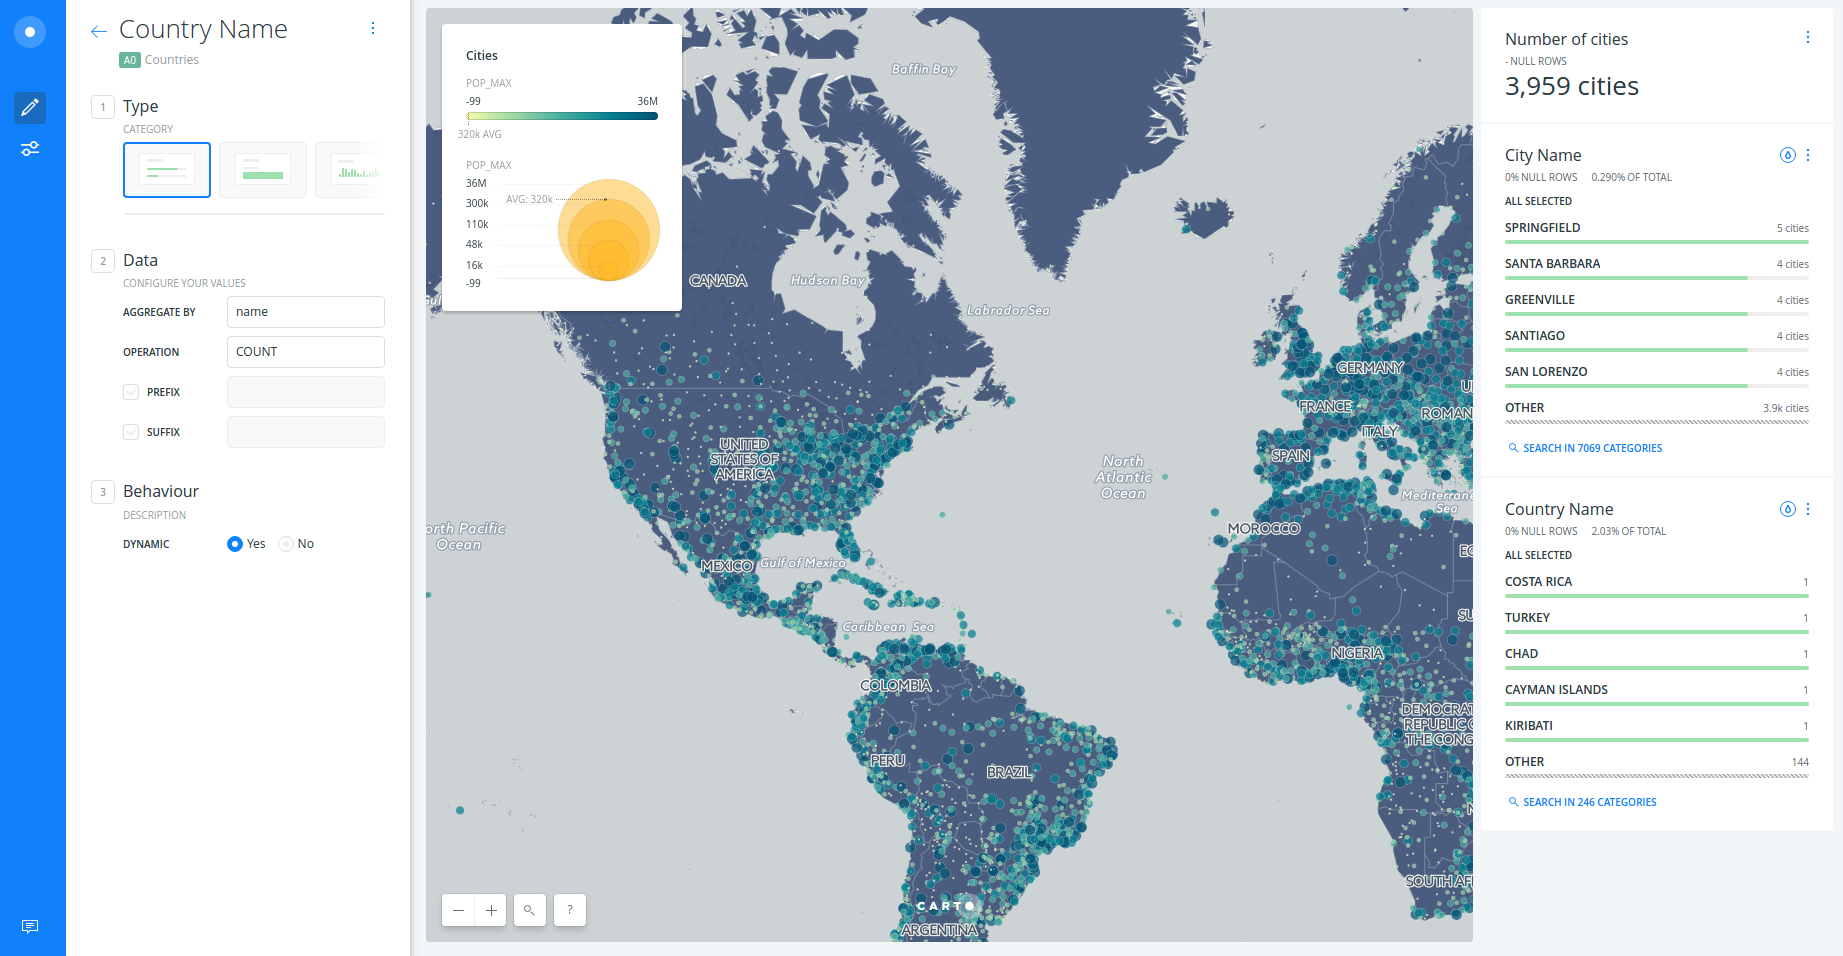 Country Name
A0 Countries
1 Type
CATEGORY
2 Data
CONFIGURE YOUR VALUES
AGGREGATE BY name
OPERATION COUNT
PREFIX
SUFFIX
3 Behaviour
DESCRIPTION
DYNAMIC Yes No
Cities
POP_MAX
-99 36M
320k AVG
POP_MAX
36M
AVG: 320k
300k
110k
48k
16k
-99
Baffin Bay
CANADA
Hudson Bay
Gul
Labrador Sea
GERMANY
U
FRANCE
ROMAN
ITALY
UNITED
STATES OF
AMERICA
SPAIN
North
Atlantic
Ocean
Mediterrane
Sea
orth Pacific
Ocean
MOROCCO
EG
MEXICO
Gulf of Mexico
SU
Caribbean Sea
NIGERIA
COLOMBIA
DEMOCRAT
REPUBLIC O
THE CONG
PERU
BRAZIL
SOUTH AF
CARTO
ARGENTINA
?
Number of cities
- NULL ROWS
3,959 cities
City Name
0% NULL ROWS 0.290% OF TOTAL
ALL SELECTED
SPRINGFIELD 5 cities
SANTA BARBARA 4 cities
GREENVILLE 4 cities
SANTIAGO 4 cities
SAN LORENZO 4 cities
OTHER 3.9k cities
SEARCH IN 7069 CATEGORIES
Country Name
0% NULL ROWS 2.03% OF TOTAL
ALL SELECTED
COSTA RICA 1
TURKEY 1
CHAD 1
CAYMAN ISLANDS 1
KIRIBATI 1
OTHER 144
SEARCH IN 246 CATEGORIES